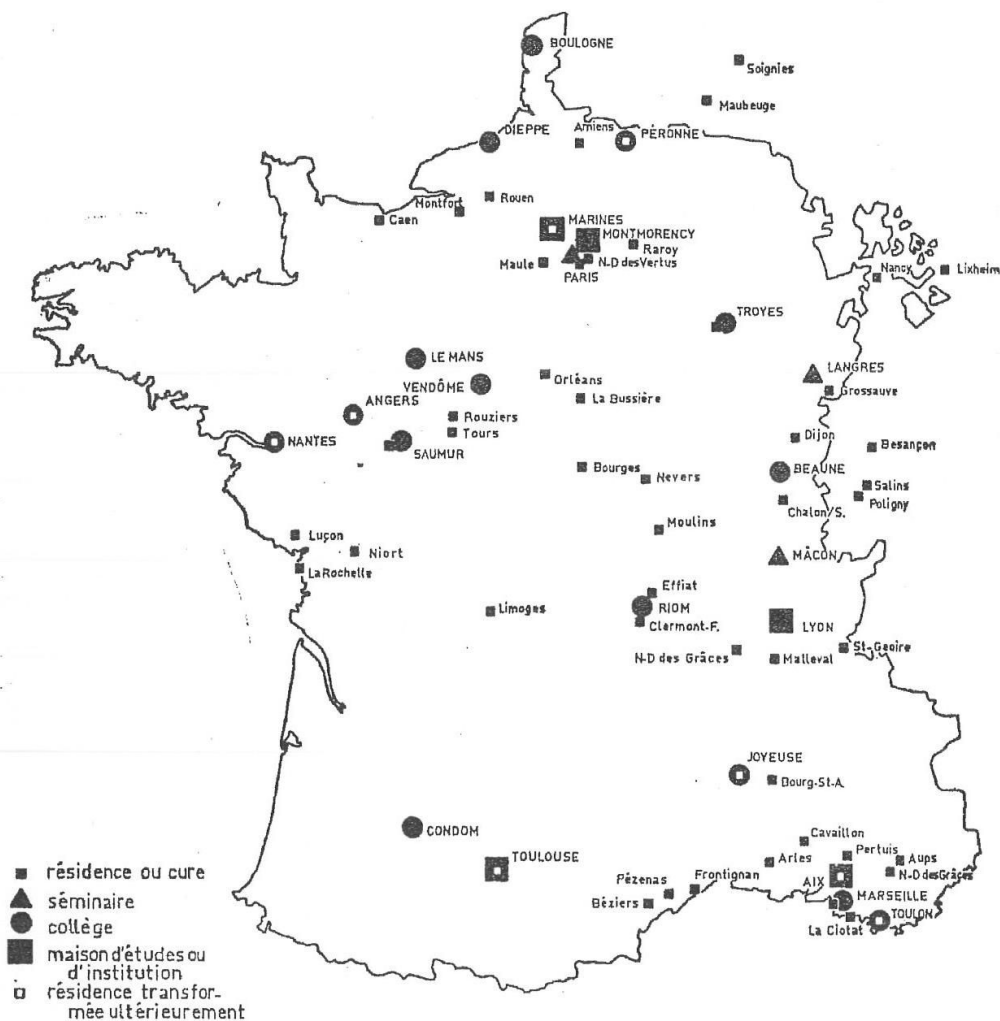 BOULOGNE
Soignies
Maubeuge
DIEPPE
Amiens
PÉRONNE
Rouen
Montfort
Caen
MARINES
MONTMORENCY
Raroy
Maule
N-D des Vertus
PARIS
Nancy
Lixheim
TROYES
LE MANS
VENDÔME
Orléans
LANGRES
Grossauve
La Bussière
ANGERS
Rouziers
Tours
NANTES
SAUMUR
Dijon
Besançon
Bourges
Nevers
BEAUNE
Salins
Poligny
Chalon/S.
Moulins
Luçon
Niort
La Rochelle
MÂCON
Effiat
RIOM
Limoges
Clermont-F.
LYON
N-D des Grâces
Malleval
St-Geoire
JOYEUSE
Bourg-St-A.
CONDOM
Cavaillon
TOULOUSE
Arles
Pertuis
Aups
N-D des Grâces
AIX
Pézenas
Frontignan
Béziers
MARSEILLE
TOULON
La Ciotat
résidence ou cure
séminaire
collège
maison d'études ou
d'institution
résidence transfor-
mée ultérieurement